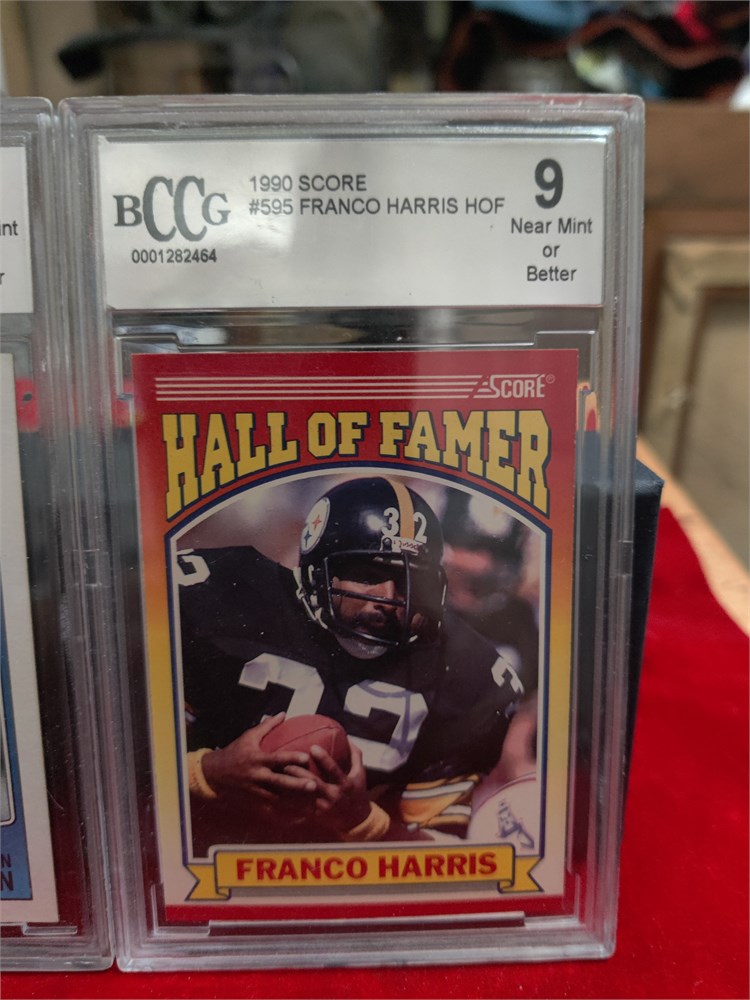 BCCG
0001282464
1990 SCORE
#595 FRANCO HARRIS HOF
9
Near Mint
or
Better
SCORE®
HALL OF FAMER
32
32
FRANCO HARRIS
N
N